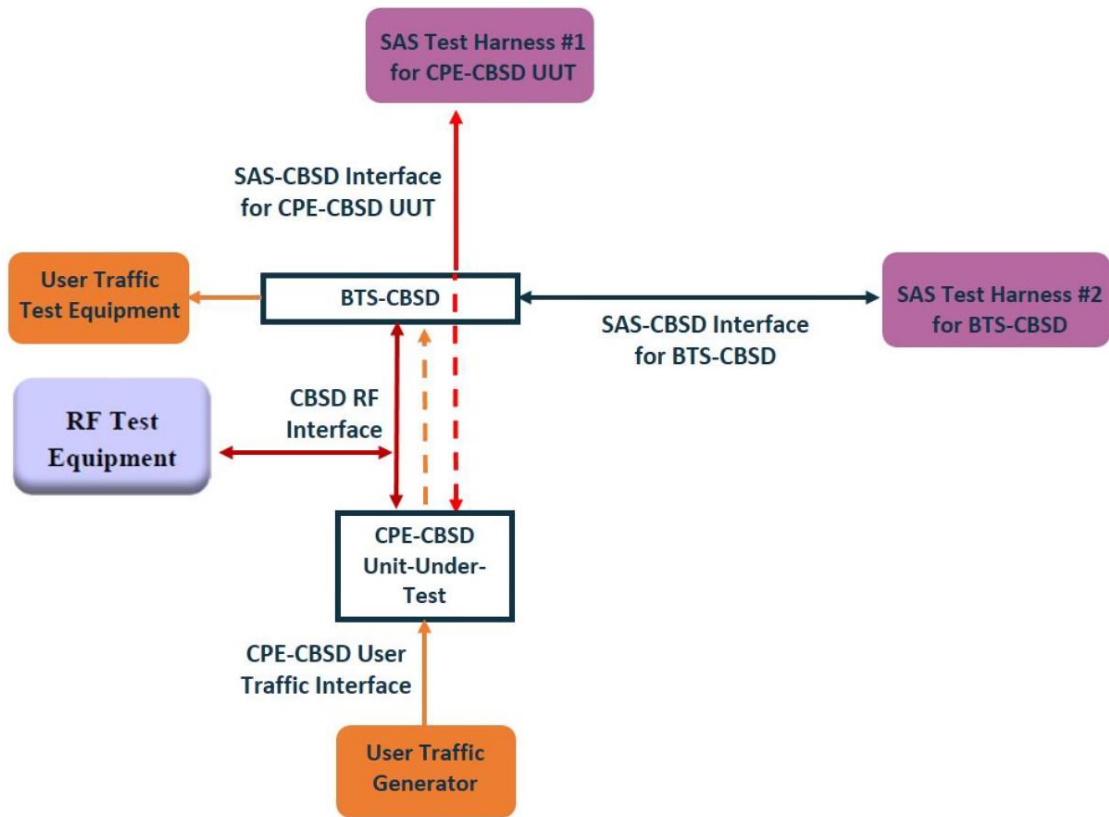 SAS Test Harness #1
for CPE-CBSD UUT
SAS-CBSD Interface
for CPE-CBSD UUT
User Traffic
Test Equipment
BTS-CBSD
SAS Test Harness #2
for BTS-CBSD
SAS-CBSD Interface
for BTS-CBSD
CBSD RF
Interface
RF Test
Equipment
CPE-CBSD
Unit-Under-
Test
CPE-CBSD User
Traffic Interface
User Traffic
Generator